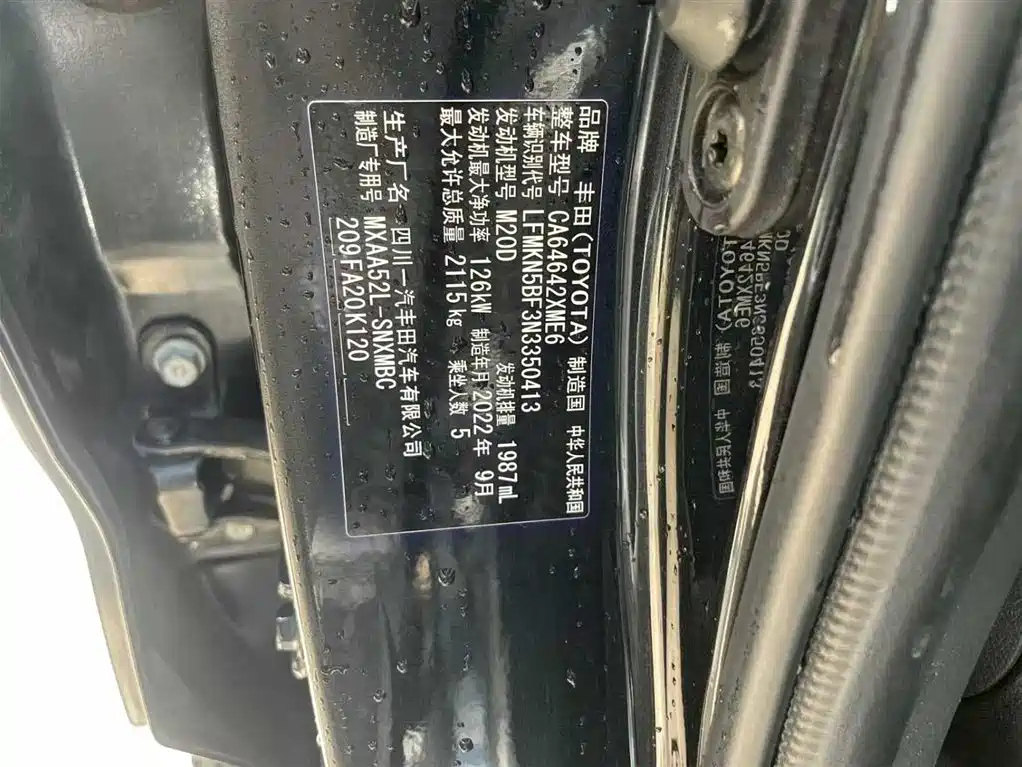 品牌 丰田(TOYOTA) 制造国 中华人民共和国
整车型号 CA64642XME6
车辆识别代号 LFMKN5BF3N3350413
发动机型号 M20D 发动机排量 1987mL
发动机最大净功率 126kW 制造年月 2022年 9月
最大允许总质量 2115kg 乘坐人数 5
生产厂名 四川一汽丰田汽车有限公司
制造厂专用号 MXAA52L-SNXMBC
209FA20K120